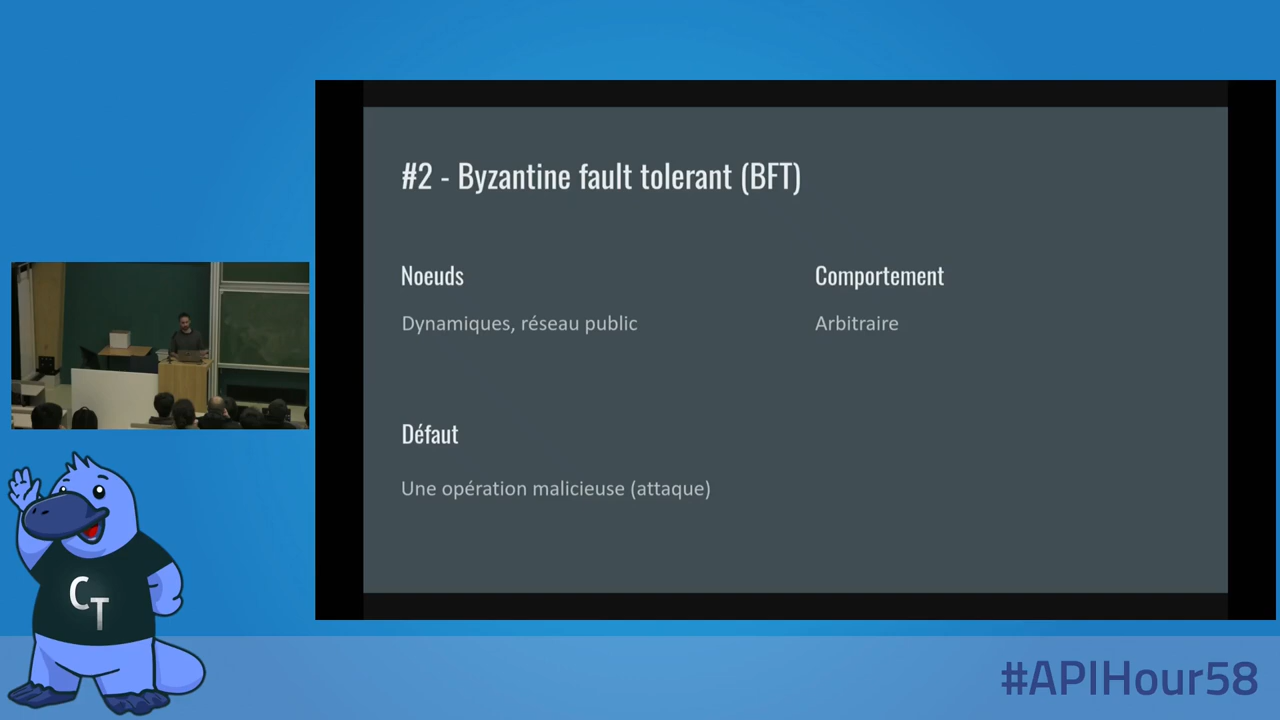 #2 - Byzantine fault tolerant (BFT)
Noeuds
Dynamiques, réseau public
Comportement
Arbitraire
Défaut
Une opération malicieuse (attaque)
CT
#APIHour58